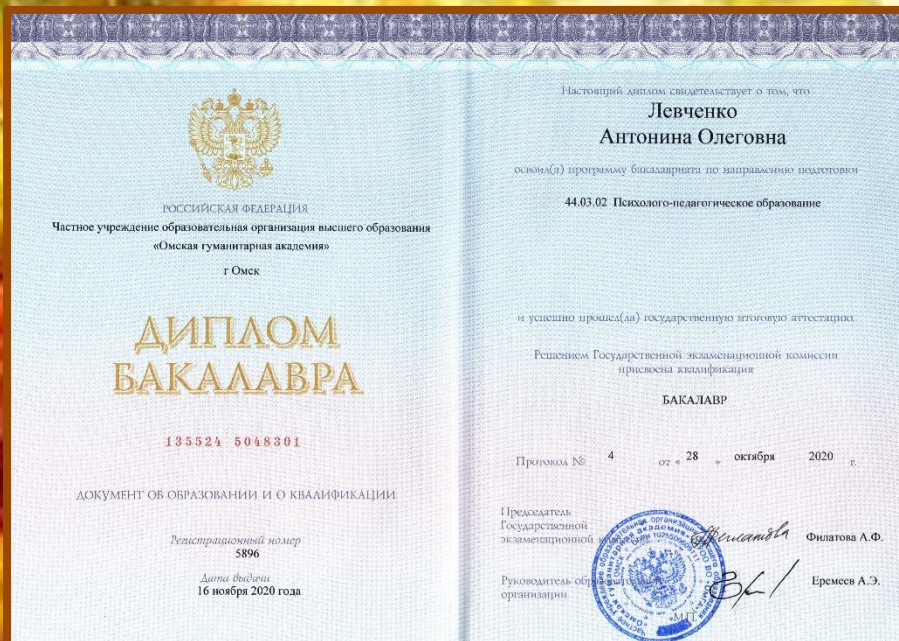 РОССИЙСКАЯ ФЕДЕРАЦИЯ
Частное учреждение образовательная организация высшего образования
«Омская гуманитарная академия»
г Омск
ДИПЛОМ
БАКАЛАВРА
135524 5048301
ДОКУМЕНТ ОБ ОБРАЗОВАНИИ И О КВАЛИФИКАЦИИ
Регистрационный номер
5896
Дата выдачи
16 ноября 2020 года
Настоящий диплом свидетельствует о том, что
Левченко
Антонина Олеговна
освоил(а) программу бакалавриата по направлению подготовки
44.03.02 Психолого-педагогическое образование
и успешно прошел(ла) государственную итоговую аттестацию
Решением Государственной экзаменационной комиссии
присвоена квалификация
БАКАЛАВР
Протокол № 4 от « 28 » октября 2020 г.
Председатель
Государственной
экзаменационной
Филатова А.Ф.
Руководитель
организации
Еремеев А.Э.
М.П.